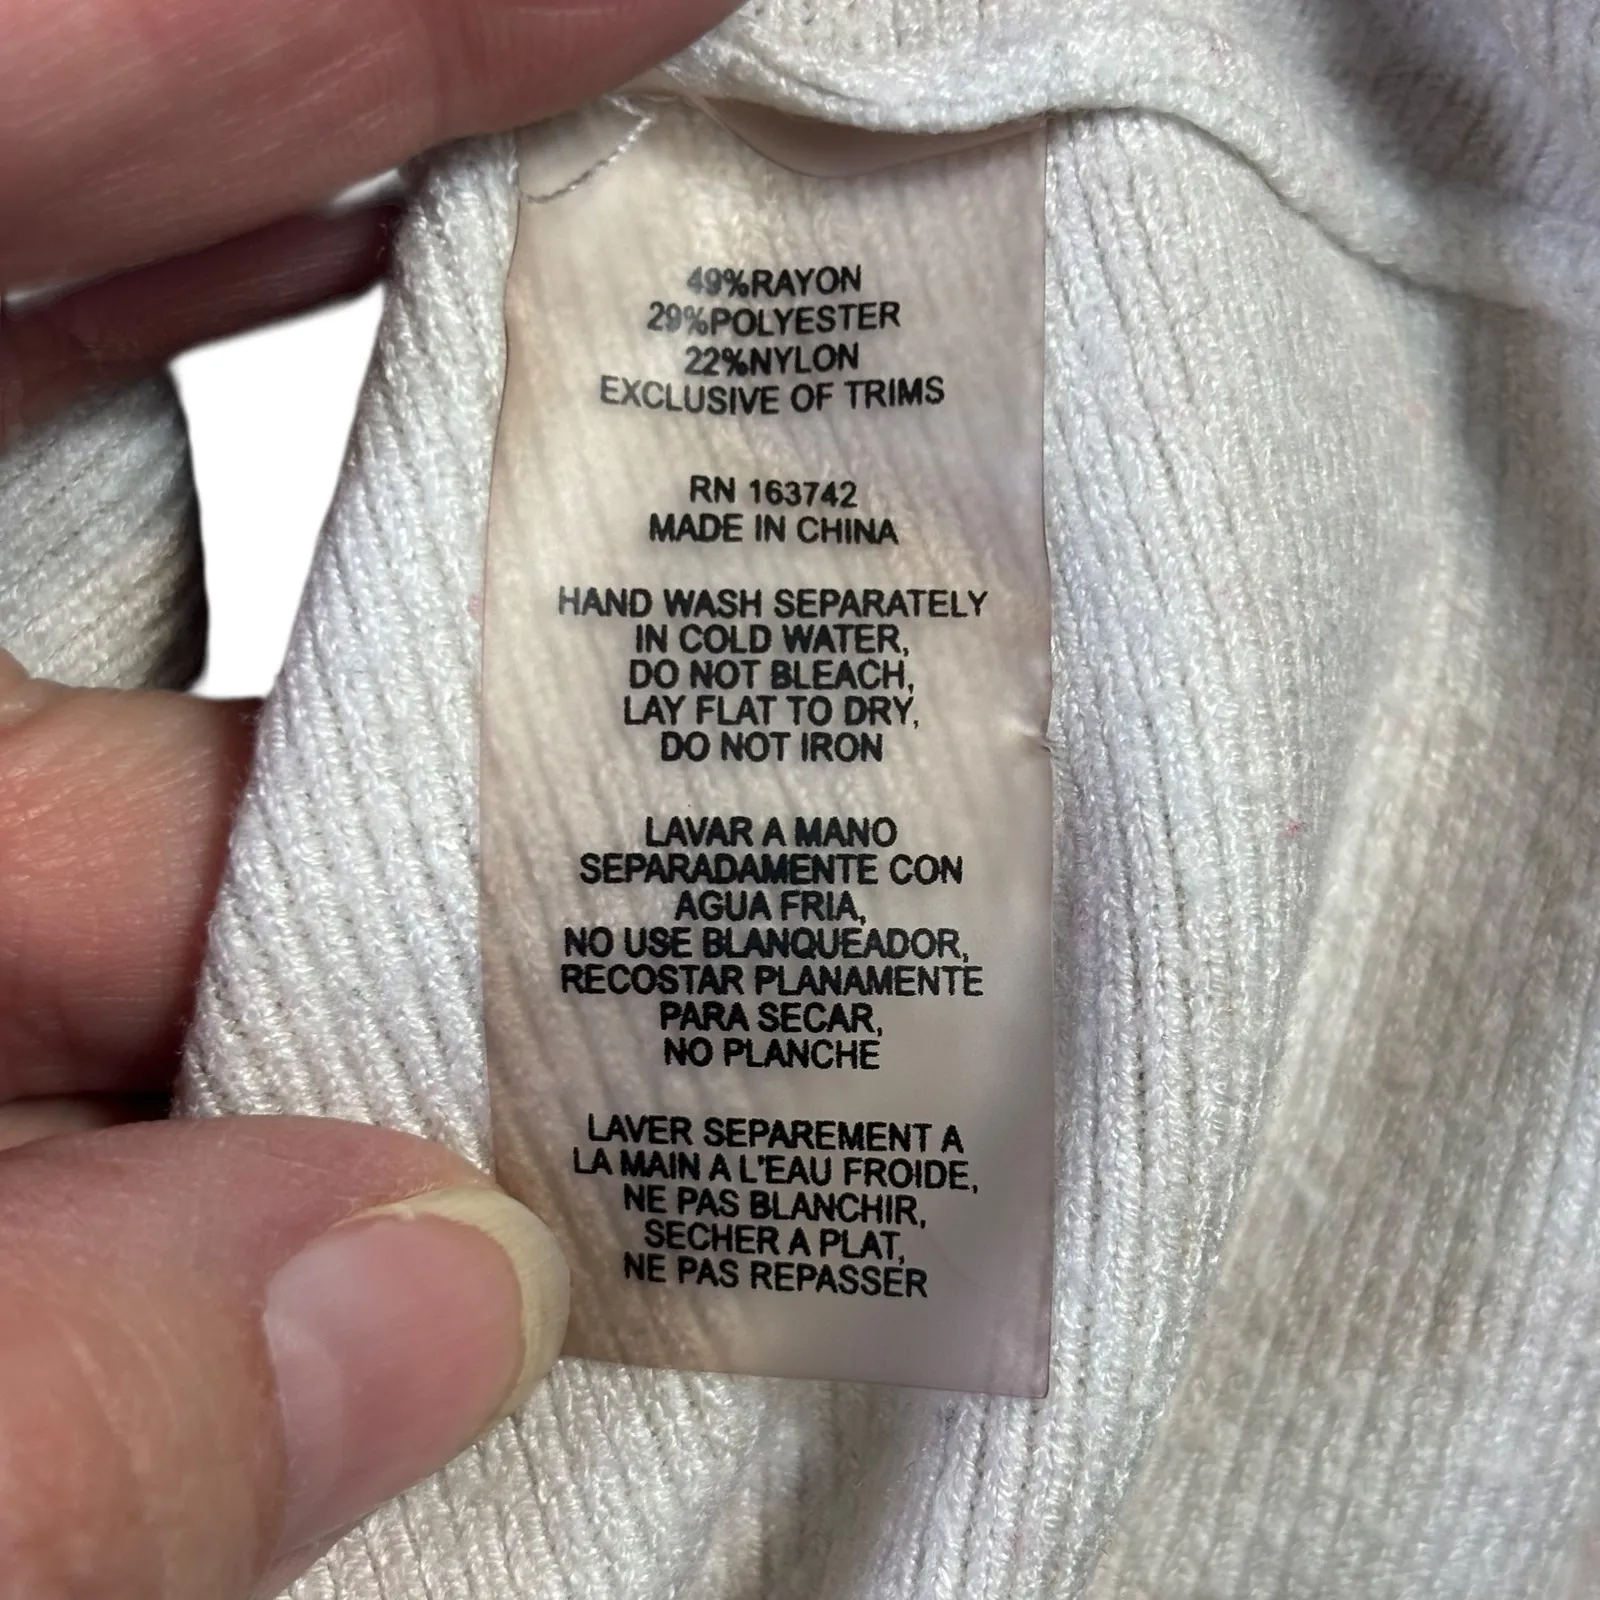 49%RAYON
29%POLYESTER
22%NYLON
EXCLUSIVE OF TRIMS
RN 163742
MADE IN CHINA
HAND WASH SEPARATELY
IN COLD WATER,
DO NOT BLEACH,
LAY FLAT TO DRY,
DO NOT IRON
LAVAR A MANO
SEPARADAMENTE CON
AGUA FRIA,
NO USE BLANQUEADOR,
RECOSTAR PLANAMENTE
PARA SECAR,
NO PLANCHE
LAVER SEPAREMENT A
LA MAIN A L'EAU FROIDE,
NE PAS BLANCHIR,
SECHER A PLAT,
NE PAS REPASSER